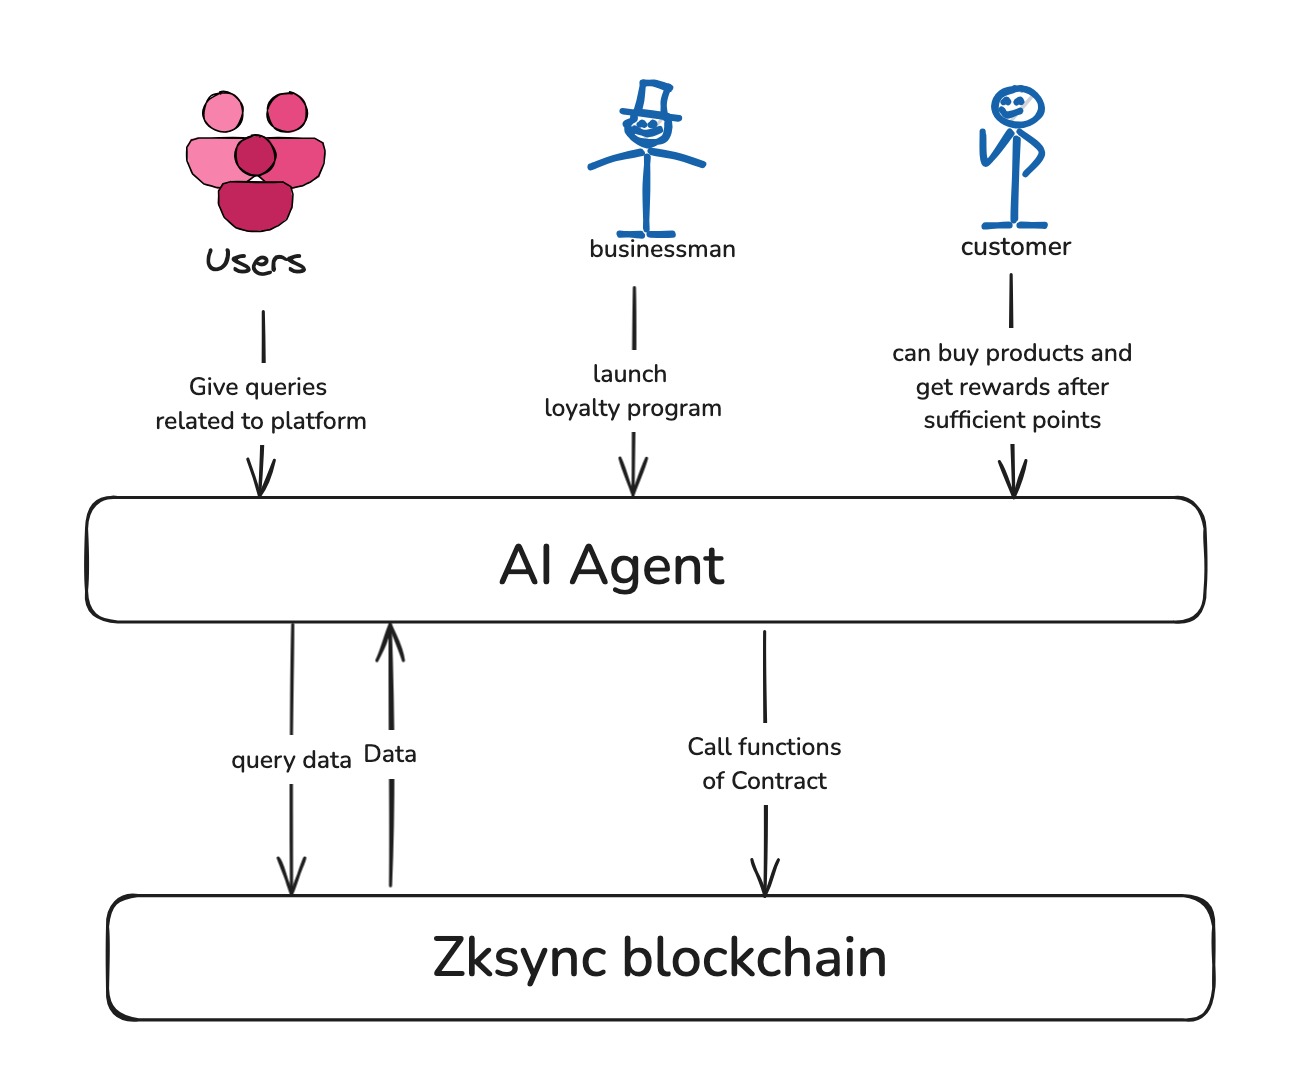 Users
businessman
customer
Give queries
related to platform
launch
loyalty program
can buy products and
get rewards after
sufficient points
AI Agent
query data
Data
Call functions
of Contract
Zksync blockchain